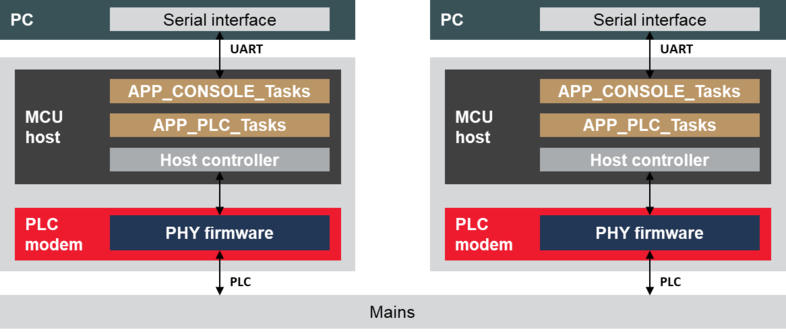 PC
Serial interface
UART
MCU
host
APP_CONSOLE_Tasks
APP_PLC_Tasks
Host controller
PLC
modem
PHY firmware
PLC
PC
Serial interface
UART
MCU
host
APP_CONSOLE_Tasks
APP_PLC_Tasks
Host controller
PLC
modem
PHY firmware
PLC
Mains